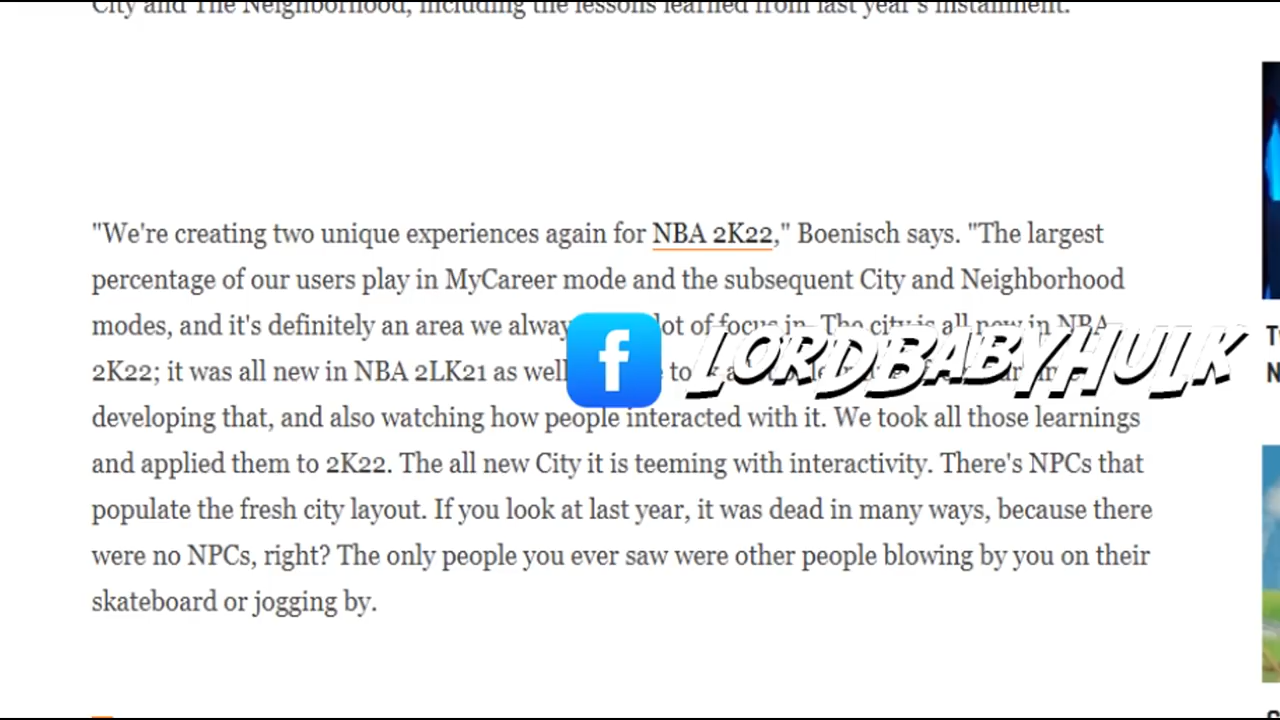 City and The Neighborhood, including the lessons learned from last year's installment.
"We're creating two unique experiences again for NBA 2K22," Boenisch says. "The largest
percentage of our users play in MyCareer mode and the subsequent City and Neighborhood
modes, and it's definitely an area we lot of focus in. The city is all new in NBA
2K22; it was all new in NBA 2LK21 as well
LORDBABYHULK
developing that, and also watching how people interacted with it. We took all those learnings
and applied them to 2K22. The all new City it is teeming with interactivity. There's NPCs that
populate the fresh city layout. If you look at last year, it was dead in many ways, because there
were no NPCs, right? The only people you ever saw were other people blowing by you on their
skateboard or jogging by.